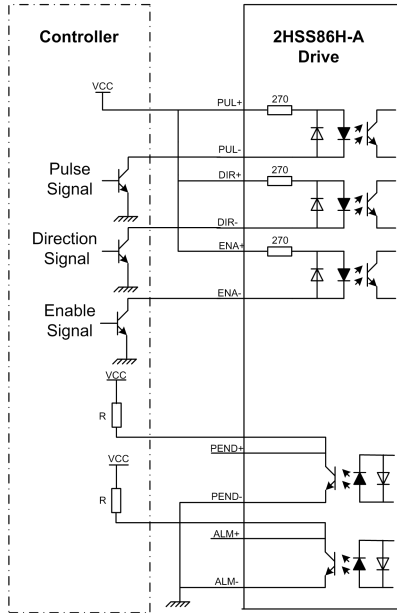 Controller
2HSS86H-A
Drive
VCC
PUL+
270
PUL-
Pulse
Signal
DIR+
270
DIR-
Direction
Signal
ENA+
270
ENA-
Enable
Signal
VCC
R
PEND+
VCC
R
PEND-
ALM+
ALM-